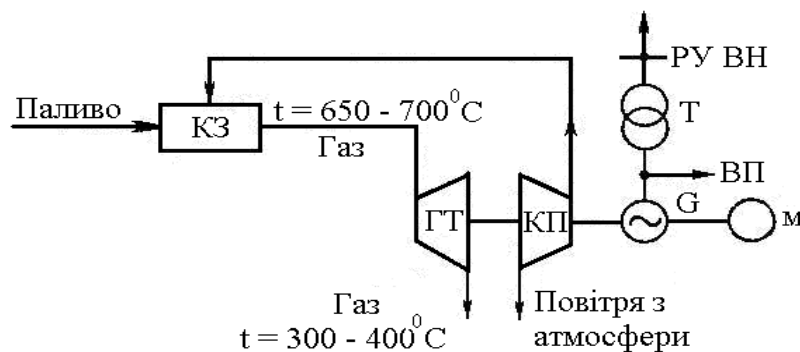 РУ ВН
Паливо
КЗ
t = 650 - 700⁰С
Газ
Т
ВП
ГТ
КП
G
м
Газ
t = 300 - 400⁰С
Повітря з
атмосфери